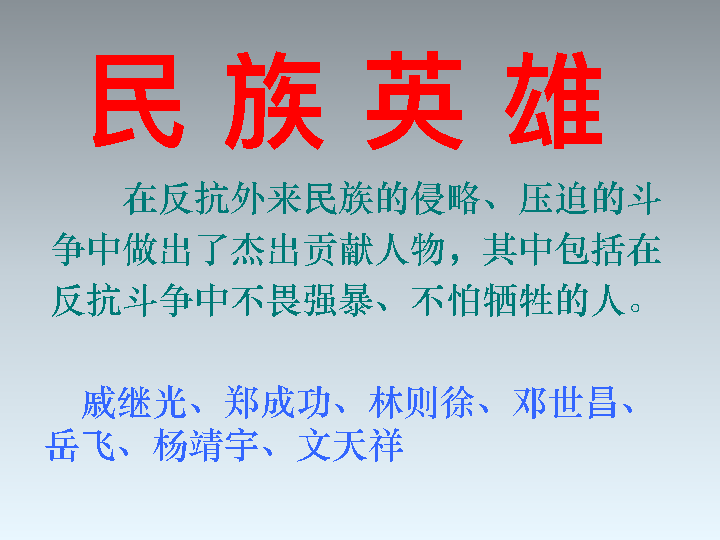 民族英雄
在反抗外来民族的侵略、压迫的斗
争中做出了杰出贡献人物，其中包括在
反抗斗争中不畏强暴、不怕牺牲的人。
戚继光、郑成功、林则徐、邓世昌、
岳飞、杨靖宇、文天祥